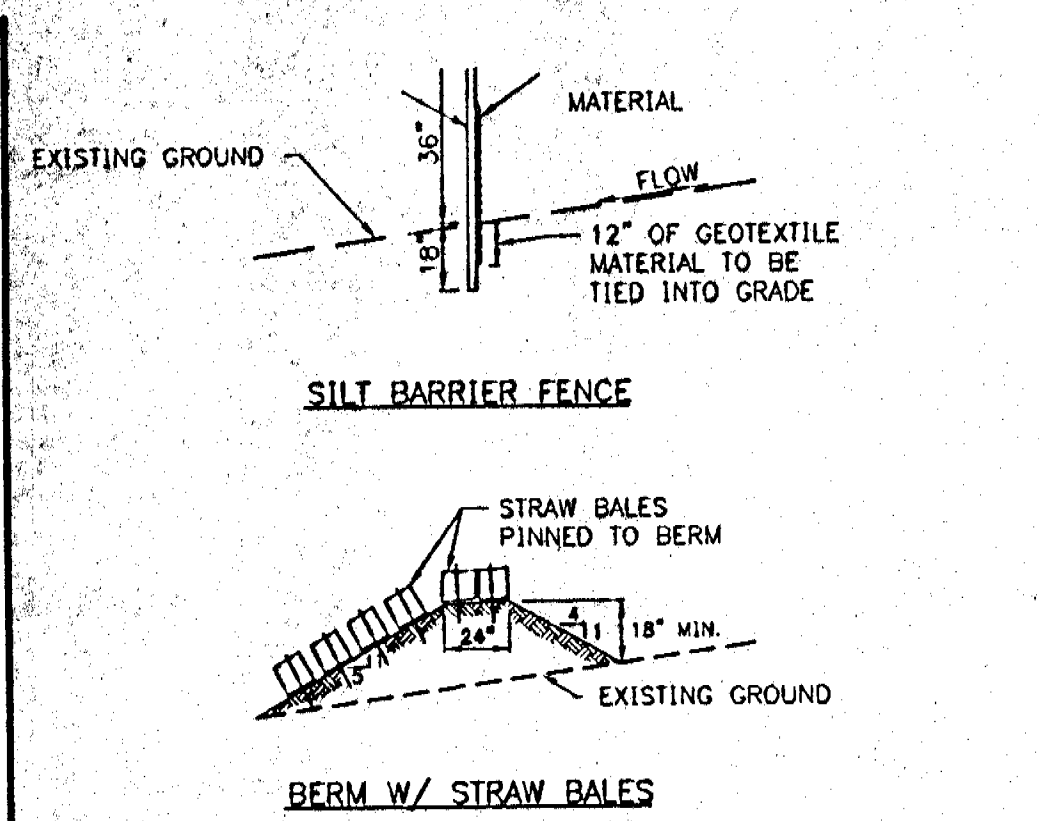 MATERIAL
36"
EXISTING GROUND
FLOW
18"
12" OF GEOTEXTILE
MATERIAL TO BE
TIED INTO GRADE
SILT BARRIER FENCE
STRAW BALES
PINNED TO BERM
24"
4
1
18" MIN.
5
1
EXISTING GROUND
BERM W/ STRAW BALES